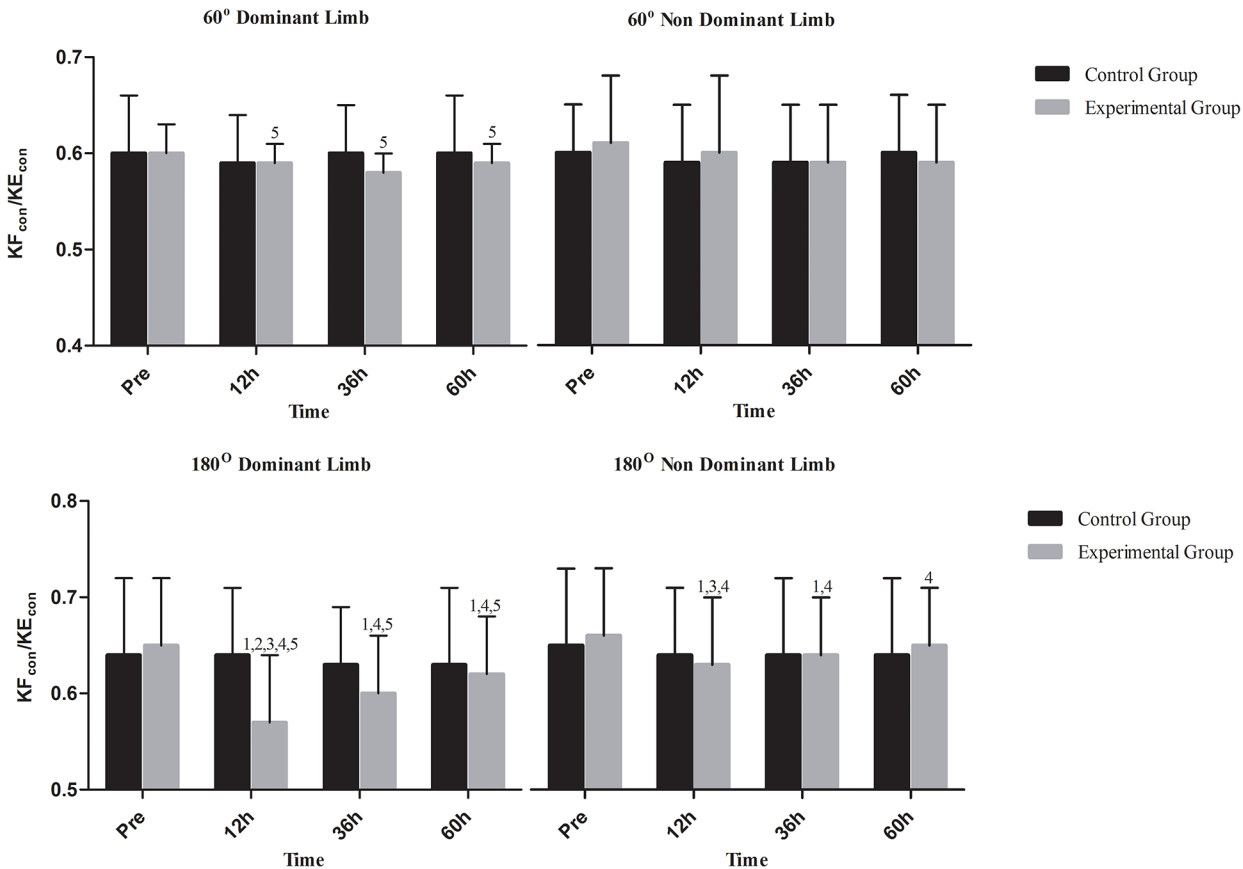 60° Dominant Limb
60° Non Dominant Limb
0.7
0.6
0.5
0.4
KFcon/KEcon
5
5
5
Pre
12h
36h
60h
Time
Pre
12h
36h
60h
Time
Control Group
Experimental Group
180O Dominant Limb
180O Non Dominant Limb
0.8
0.7
0.6
0.5
KFcon/KEcon
1,2,3,4,5
1,4,5
1,4,5
1,3,4
1,4
4
Pre
12h
36h
60h
Time
Pre
12h
36h
60h
Time
Control Group
Experimental Group